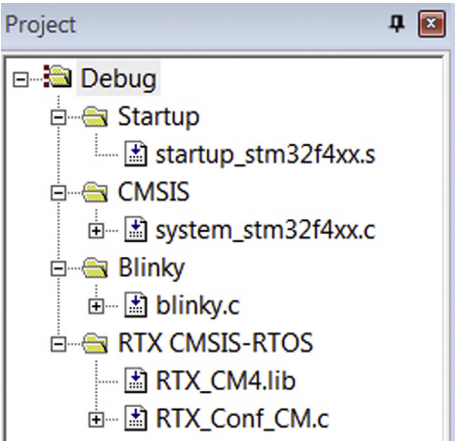 Project
Debug
Startup
startup_stm32f4xx.s
CMSIS
system_stm32f4xx.c
Blinky
blinky.c
RTX CMSIS-RTOS
RTX_CM4.lib
RTX_Conf_CM.c